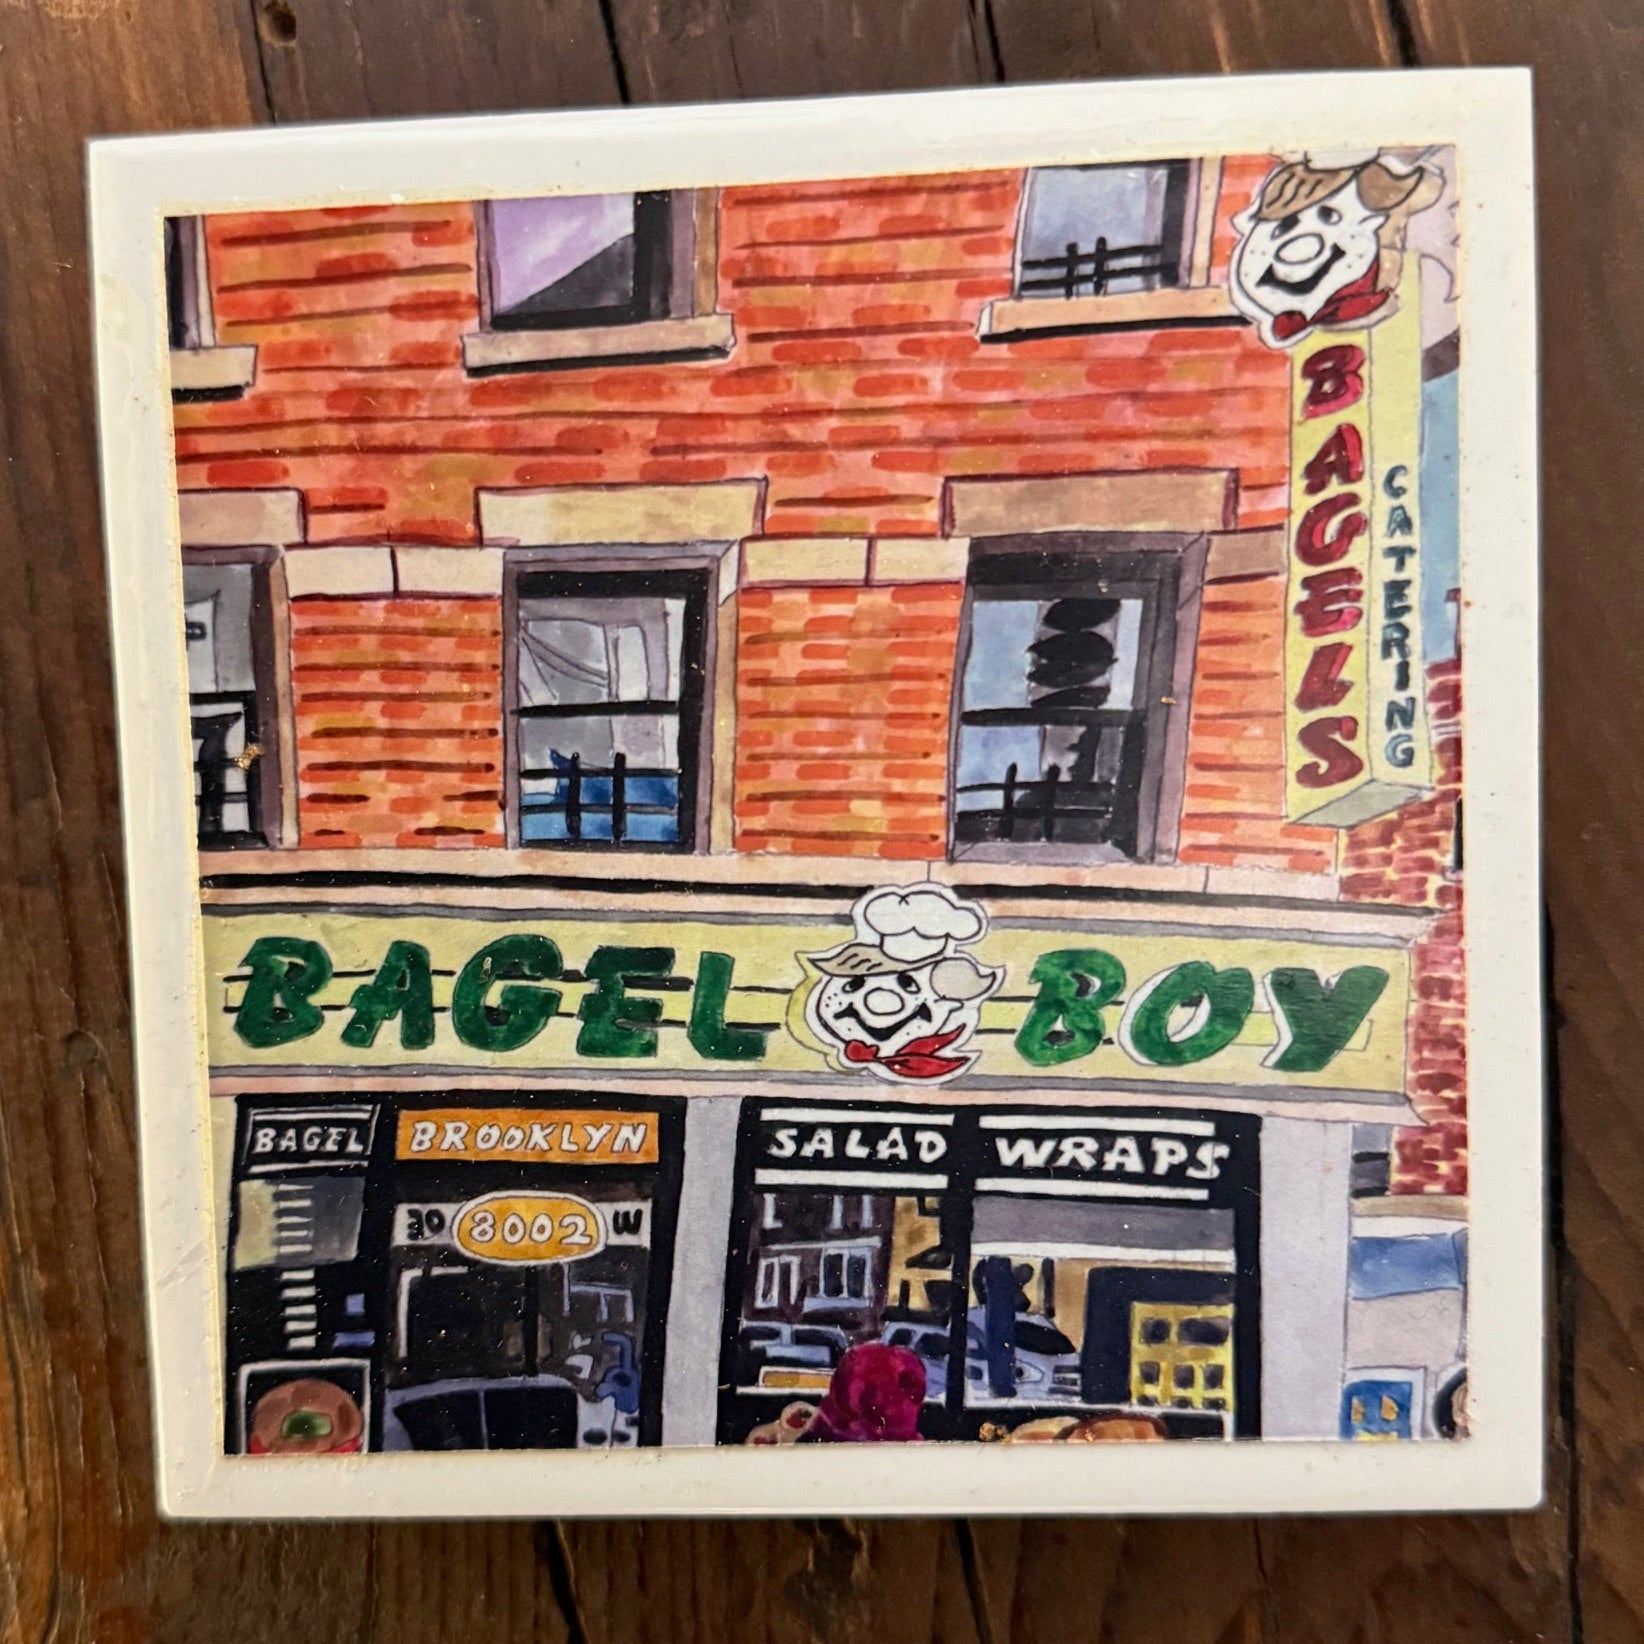 BAGELS
CATERING
BAGEL BOY
BAGEL
BROOKLYN
SALAD WRAPS
8002